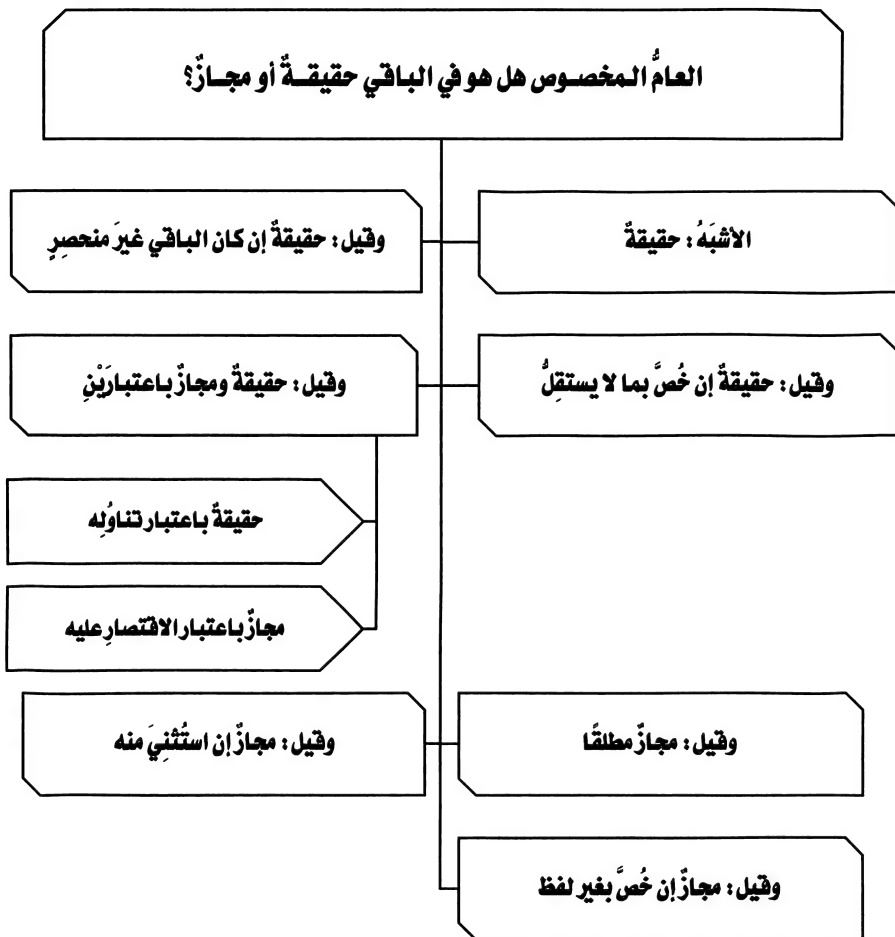 العامُّ المخصوص هل هو في الباقي حقيقةٌ أو مجازٌ؟
الأشبَهُ: حقيقةٌ
وقيل: حقيقةٌ إن كان الباقي غيرَ منحصِرٍ
وقيل: حقيقةٌ إن خُصَّ بما لا يستقِلُّ
وقيل: حقيقةٌ ومجازٌ باعتبارَيْنِ
حقيقةٌ باعتبار تناوُلِه
مجازٌ باعتبار الاقتصارِ عليه
وقيل: مجازٌ مطلقًا
وقيل: مجازٌ إن استُثنِيَ منه
وقيل: مجازٌ إن خُصَّ بغير لفظ